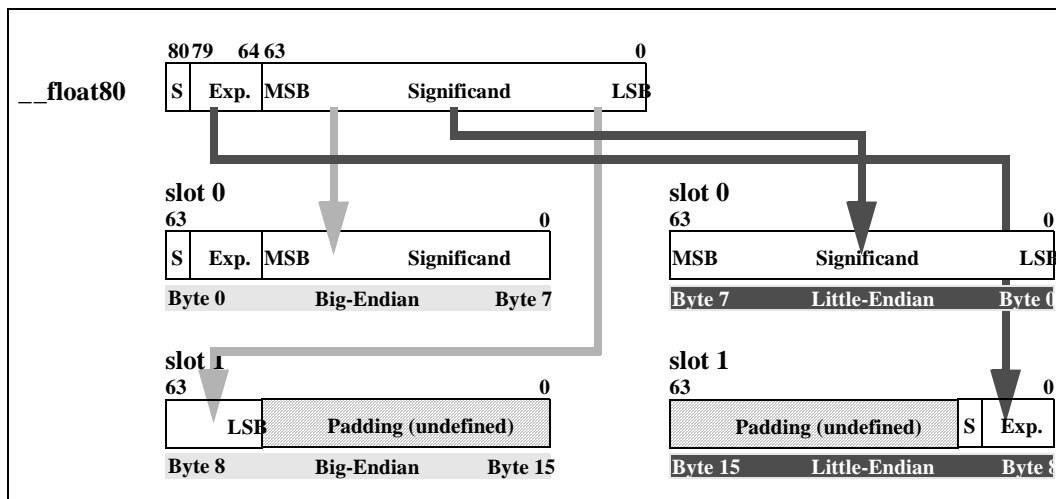 80 79 64 63 0
__float80 S Exp. MSB Significand LSB
slot 0 slot 0
63 0 63 0
S Exp. MSB Significand MSB Significand LSB
Byte 0 Big-Endian Byte 7 Byte 7 Little-Endian Byte 0
slot 1 slot 1
63 0 63 0
LSB Padding (undefined) Padding (undefined) S Exp.
Byte 8 Big-Endian Byte 15 Byte 15 Little-Endian Byte 8